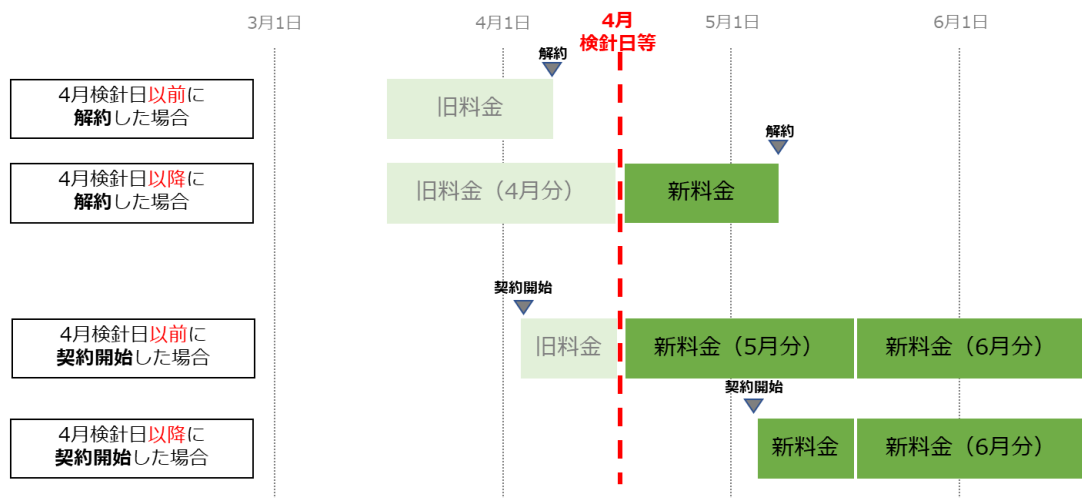 3月1日
4月1日
4月
検針日等
5月1日
6月1日
解約
4月検針日以前に
解約した場合
旧料金
解約
4月検針日以降に
解約した場合
旧料金（4月分）
新料金
契約開始
4月検針日以前に
契約開始した場合
旧料金
新料金（5月分）
新料金（6月分）
契約開始
4月検針日以降に
契約開始した場合
新料金
新料金（6月分）